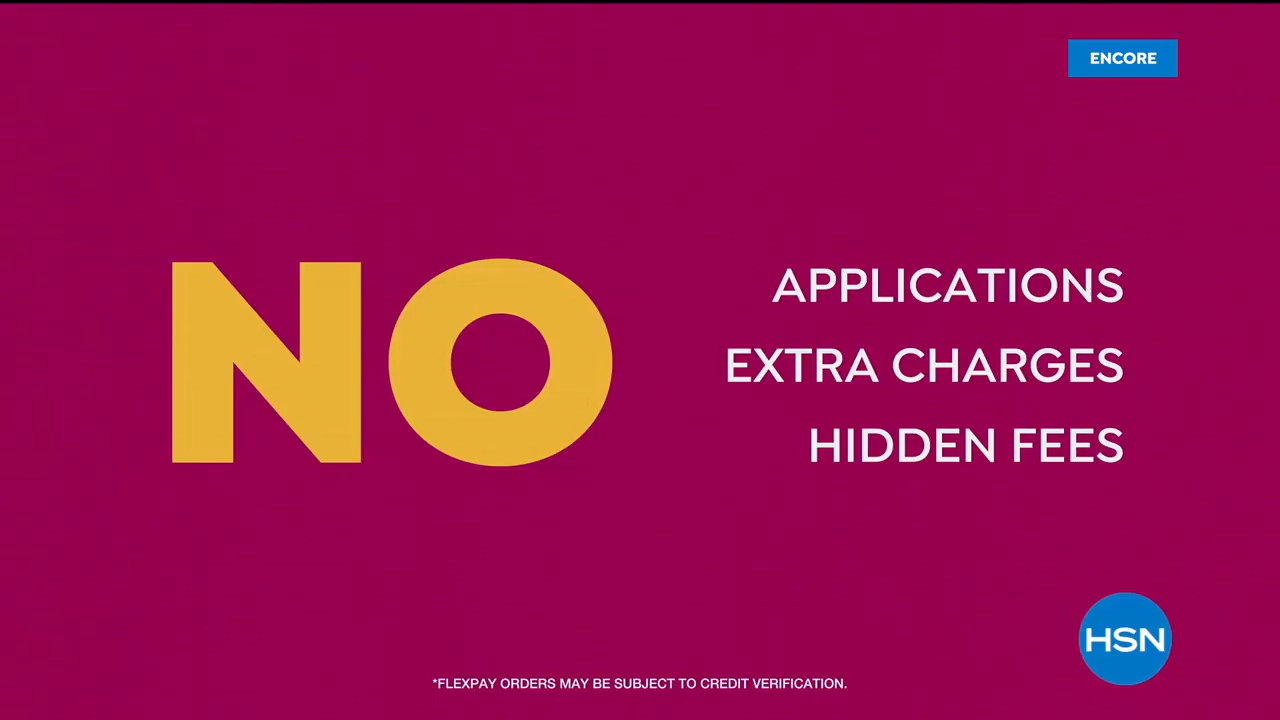 ENCORE
NO
APPLICATIONS
EXTRA CHARGES
HIDDEN FEES
HSN
*FLEXPAY ORDERS MAY BE SUBJECT TO CREDIT VERIFICATION.